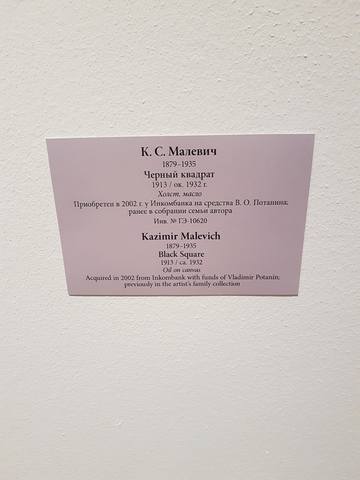 К. С. Малевич
1879–1935
Черный квадрат
1913 / ок. 1932 г.
Холст, масло
Приобретен в 2002 г. у Инкомбанка на средства В. О. Потанина;
ранее в собрании семьи автора
Инв. № ГЭ-10620
Kazimir Malevich
1879–1935
Black Square
1913 / ca. 1932
Oil on canvas
Acquired in 2002 from Inkombank with funds of Vladimir Potanin;
previously in the artist's family collection